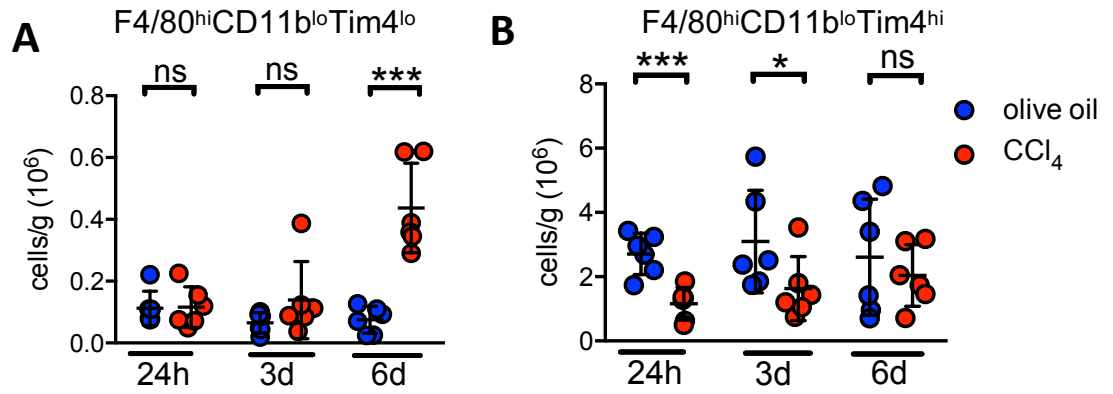 A
F4/80ʰⁱCD11bˡᵒTim4ˡᵒ
ns
ns
***
0.8
0.6
0.4
0.2
0.0
cells/g (10⁶)
24h
3d
6d
B
F4/80ʰⁱCD11bˡᵒTim4ʰⁱ
***
*
ns
8
6
4
2
0
cells/g (10⁶)
24h
3d
6d
olive oil
CCl₄